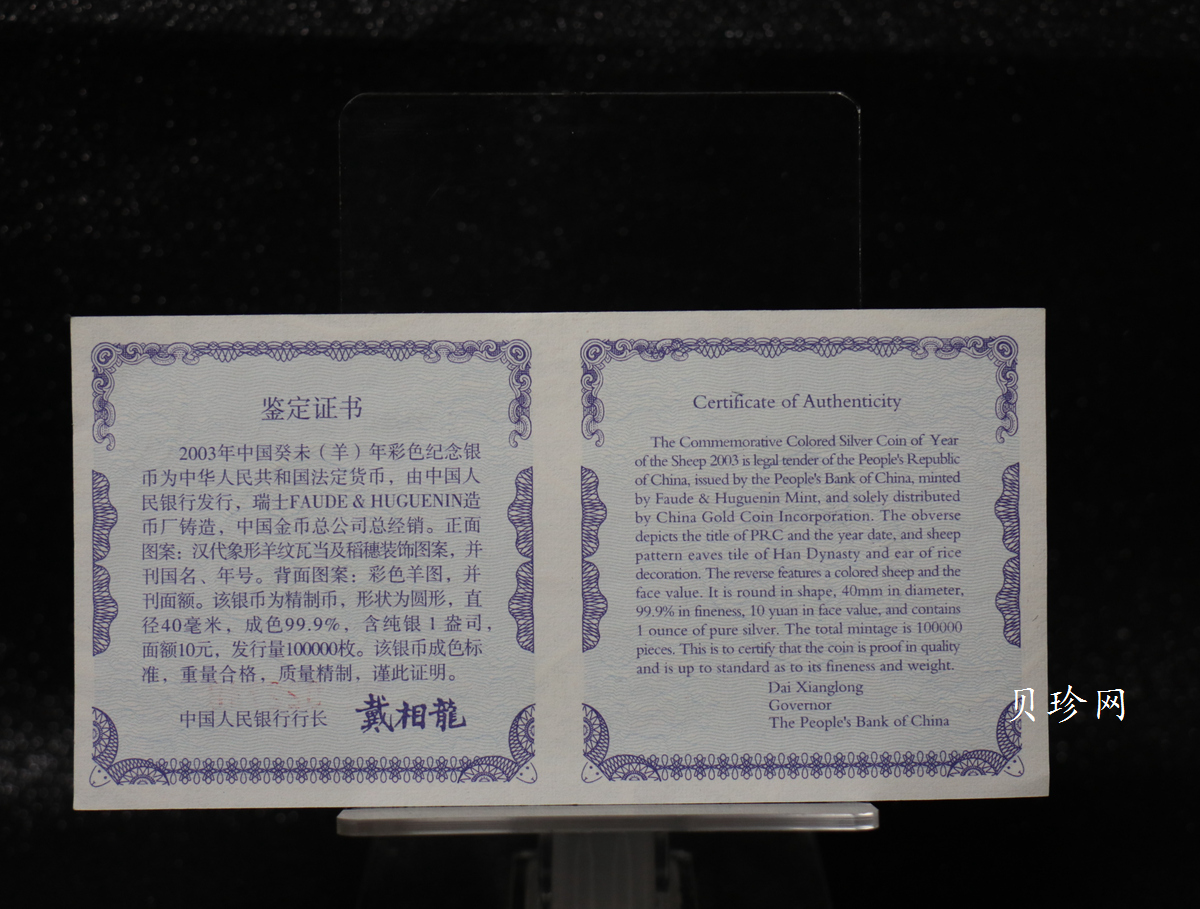 鉴定证书
2003年中国癸未（羊）年彩色纪念银
币为中华人民共和国法定货币，由中国人
民银行发行，瑞士FAUDE & HUGUENIN造
币厂铸造，中国金币总公司总经销。正面
图案：汉代象形羊纹瓦当及稻穗装饰图案，并
刊国名、年号。背面图案：彩色羊图，并
刊面额。该银币为精制币，形状为圆形，直
径40毫米，成色99.9%，含纯银1盎司，
面额10元，发行量100000枚。该银币成色标
准，重量合格，质量精制，谨此证明。
中国人民银行行长 戴相龍
Certificate of Authenticity
The Commemorative Colored Silver Coin of Year
of the Sheep 2003 is legal tender of the People's Republic
of China, issued by the People's Bank of China, minted
by Faude & Huguenin Mint, and solely distributed
by China Gold Coin Incorporation. The obverse
depicts the title of PRC and the year date, and sheep
pattern eaves tile of Han Dynasty and ear of rice
decoration. The reverse features a colored sheep and the
face value. It is round in shape, 40mm in diameter,
99.9% in fineness, 10 yuan in face value, and contains
1 ounce of pure silver. The total mintage is 100000
pieces. This is to certify that the coin is proof in quality
and is up to standard as to its fineness and weight.
Dai Xianglong
Governor
The People's Bank of China
贝珍网